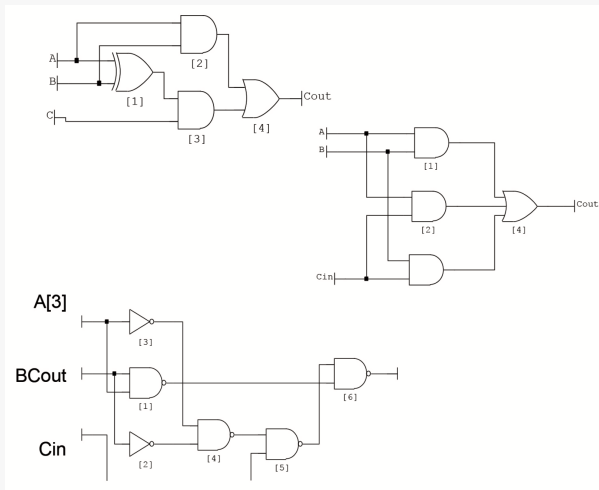 A
B
C
[1]
[2]
[3]
[4]
Cout
A
B
Cin
[1]
[2]
[4]
Cout
A[3]
BCout
Cin
[3]
[1]
[2]
[4]
[5]
[6]